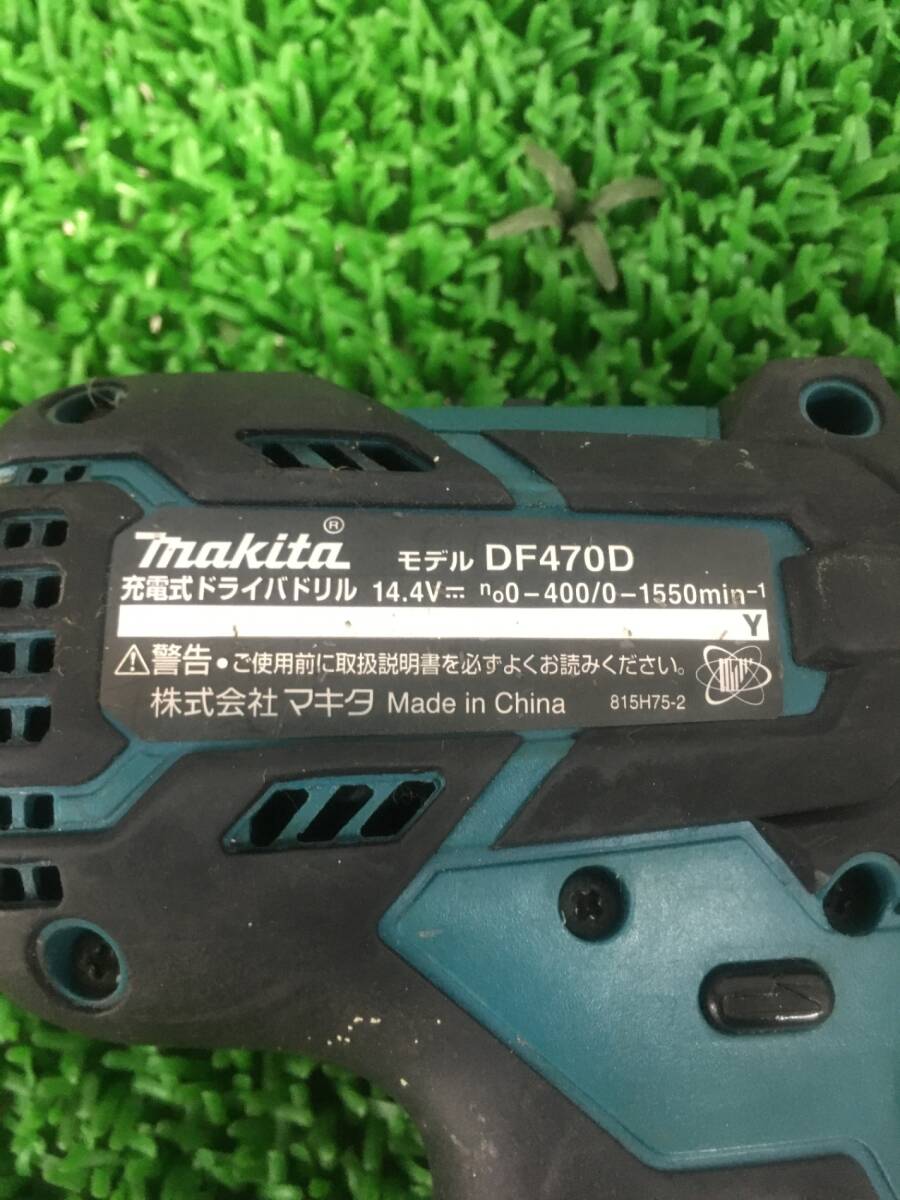 makita® モデル DF470D
充電式ドライバドリル 14.4V⎓ n₀0-400/0-1550min⁻¹
Y
⚠警告・ご使用前に取扱説明書を必ずよくお読みください。
株式会社マキタ Made in China 815H75-2